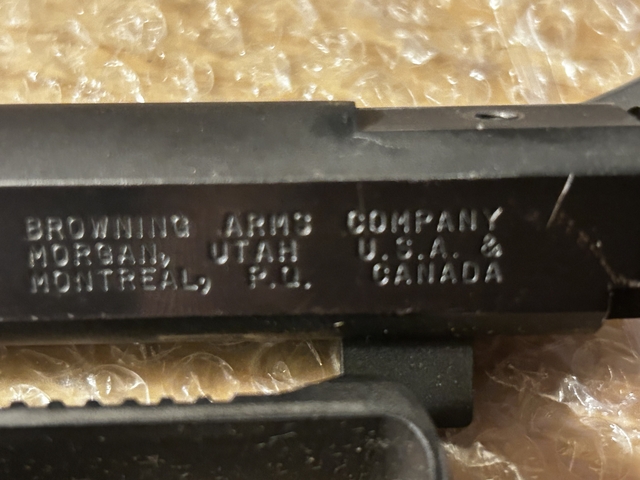 BROWNING ARMS COMPANY
MORGAN, UTAH U.S.A. &
MONTREAL, P.Q. CANADA